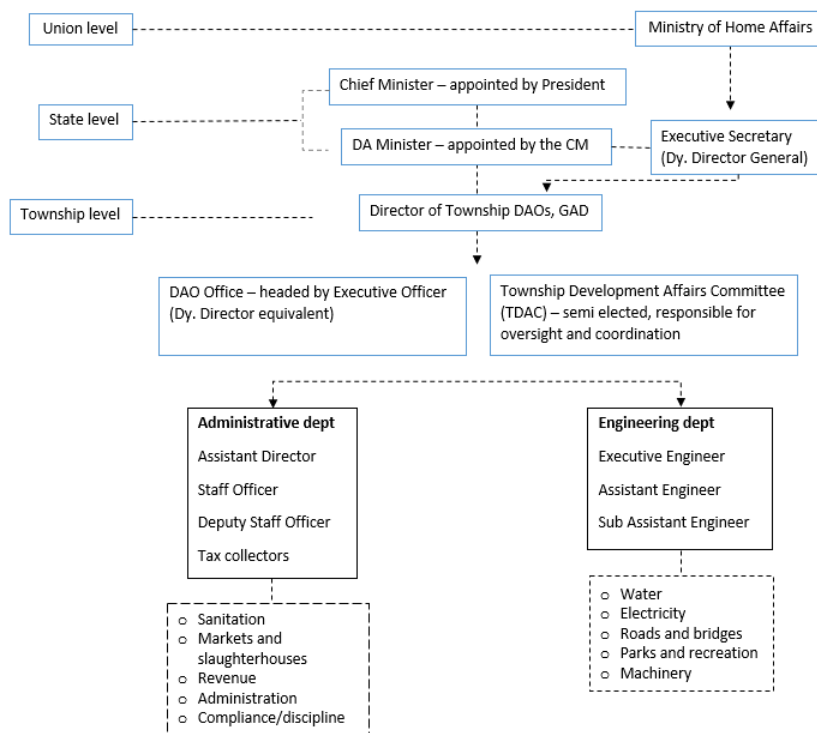 Union level
Ministry of Home Affairs
Chief Minister – appointed by President
State level
DA Minister – appointed by the CM
Executive Secretary
(Dy. Director General)
Township level
Director of Township DAOs, GAD
DAO Office – headed by Executive Officer
(Dy. Director equivalent)
Township Development Affairs Committee
(TDAC) – semi elected, responsible for
oversight and coordination
Administrative dept
Assistant Director
Staff Officer
Deputy Staff Officer
Tax collectors
Engineering dept
Executive Engineer
Assistant Engineer
Sub Assistant Engineer
o Sanitation
o Markets and
slaughterhouses
o Revenue
o Administration
o Compliance/discipline
o Water
o Electricity
o Roads and bridges
o Parks and recreation
o Machinery